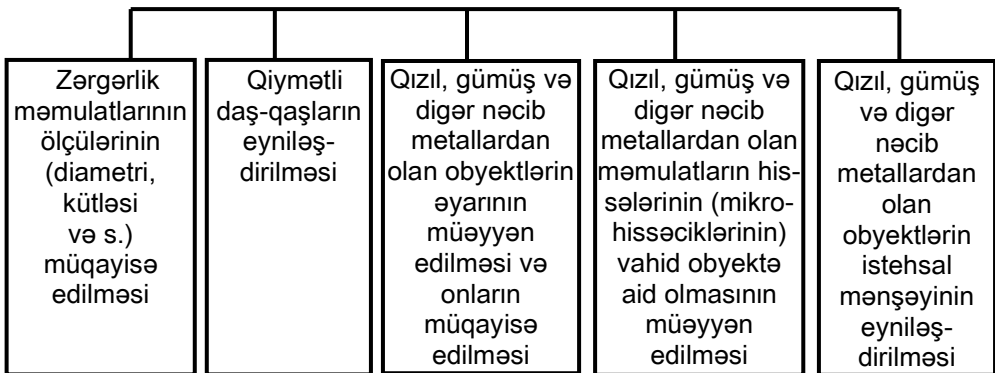 Zərgərlik
məmulatlarının
ölçülərinin
(diametri,
kütləsi
və s.)
müqayisə
edilməsi
Qiymətli
daş-qaşların
eyniləş-
dirilməsi
Qızıl, gümüş və
digər nəcib
metallardan
olan obyektlərin
əyarının
müəyyən
edilməsi və
onların
müqayisə
edilməsi
Qızıl, gümüş və
digər nəcib
metallardan olan
məmulatların his-
sələrinin (mikro-
hissəciklərinin)
vahid obyektə
aid olmasının
müəyyən
edilməsi
Qızıl, gümüş
və digər
nəcib
metallardan
olan
obyektlərin
istehsal
mənşəyinin
eyniləş-
dirilməsi